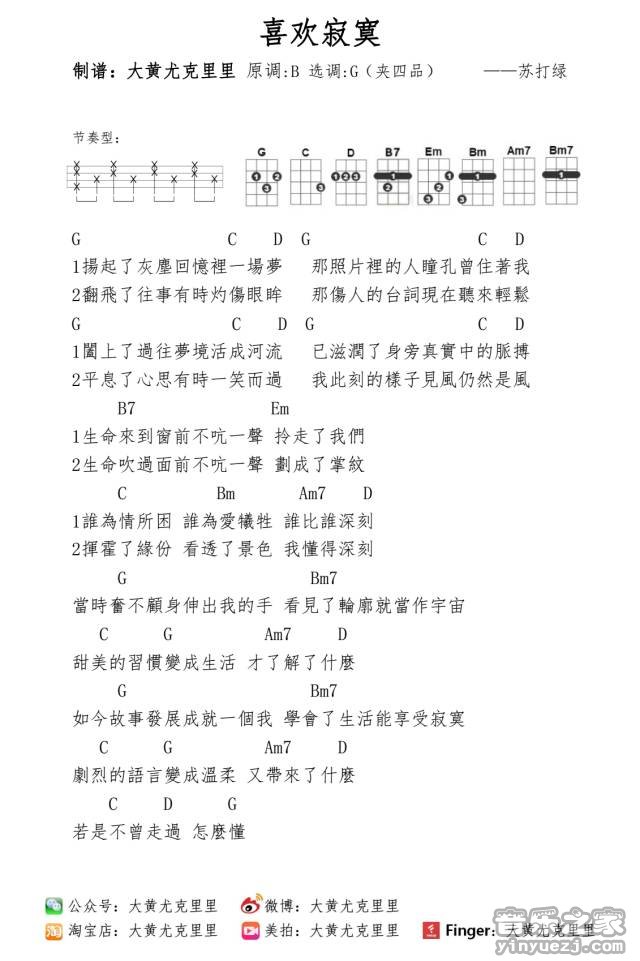 喜欢寂寞
制谱：大黄尤克里里 原调:B 选调:G（夹四品） ——苏打绿
节奏型：
G C D B7 Em Bm Am7 Bm7
G C D G C D
1揚起了灰塵回憶裡一場夢 那照片裡的人瞳孔曾住著我
2翻飛了往事有時灼傷眼眸 那傷人的台詞現在聽來輕鬆
G C D G C D
1闔上了過往夢境活成河流 已滋潤了身旁真實中的脈搏
2平息了心思有時一笑而過 我此刻的樣子見風仍然是風
B7 Em
1生命來到窗前不吭一聲 拎走了我們
2生命吹過面前不吭一聲 劃成了掌紋
C Bm Am7 D
1誰為情所困 誰為愛犧牲 誰比誰深刻
2揮霍了緣份 看透了景色 我懂得深刻
G Bm7
當時奮不顧身伸出我的手 看見了輪廓就當作宇宙
C G Am7 D
甜美的習慣變成生活 才了解了什麼
G Bm7
如今故事發展成就一個我 學會了生活能享受寂寞
C G Am7 D
劇烈的語言變成溫柔 又帶來了什麼
C D G
若是不曾走過 怎麼懂
公众号：大黄尤克里里 微博：大黄尤克里里
淘宝店：大黄尤克里里 美拍：大黄尤克里里 Finger：大黄尤克里里
音乐之家
yinyuezj.com